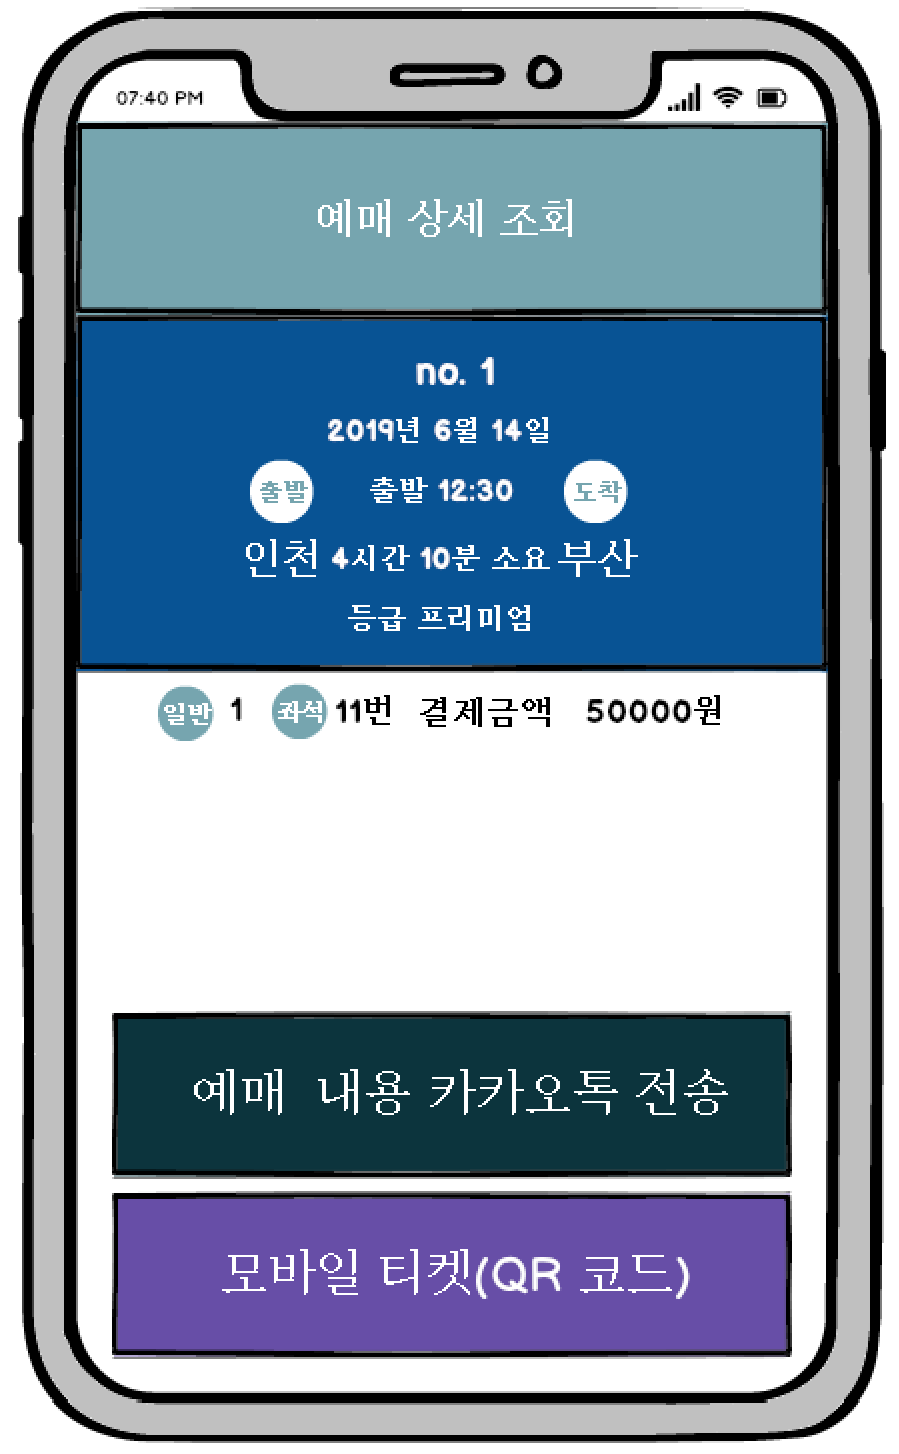 07:40 PM
예매 상세 조회
no. 1
2019년 6월 14일
출발 출발 12:30 도착
인천 4시간 10분 소요 부산
등급 프리미엄
일반 1 좌석 11번 결제금액 50000원
예매 내용 카카오톡 전송
모바일 티켓(QR 코드)